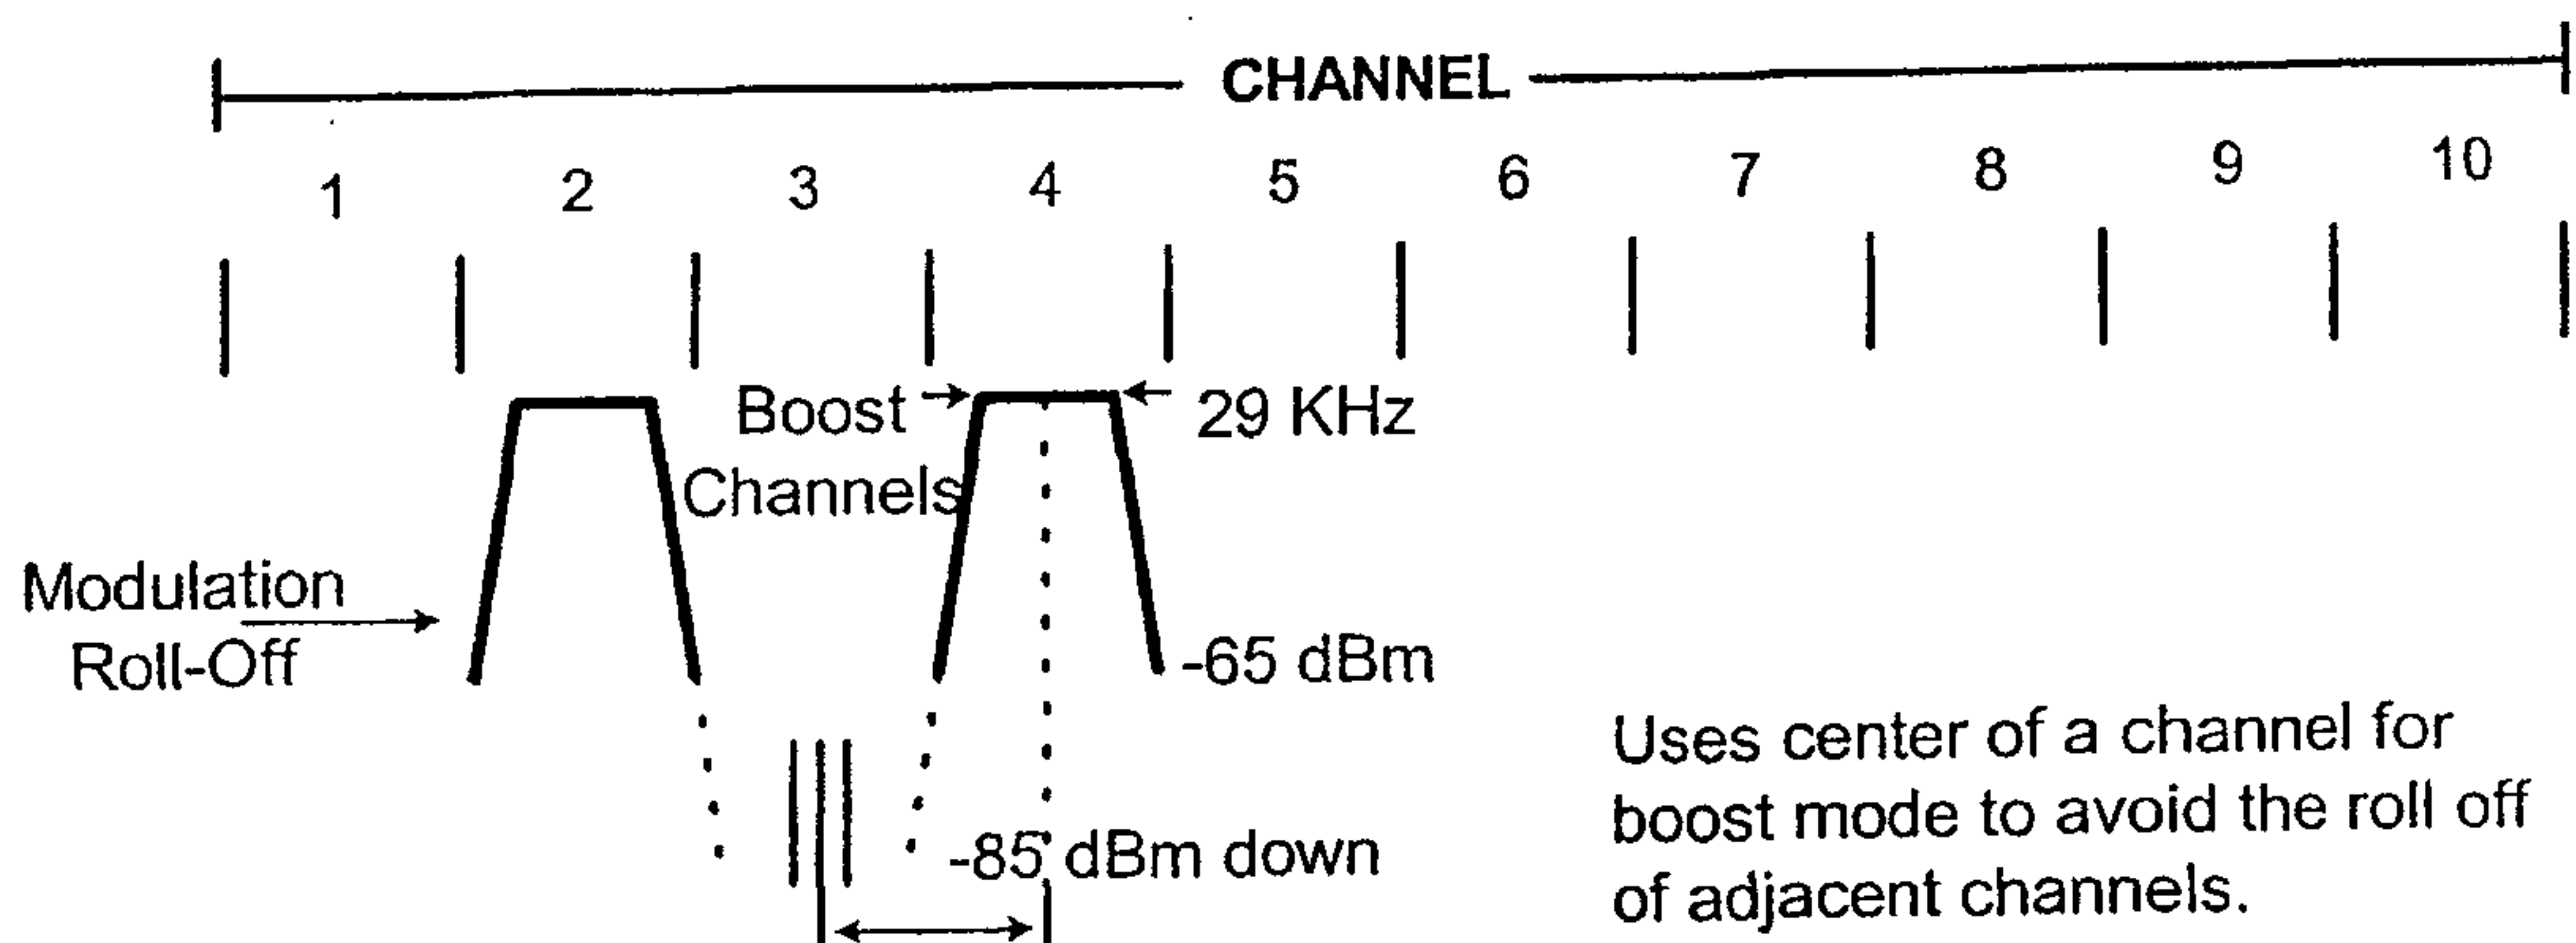 CHANNEL
1 2 3 4 5 6 7 8 9 10
Boost
Channels
29 KHz
Modulation
Roll-Off
-65 dBm
-85 dBm down
Uses center of a channel for
boost mode to avoid the roll off
of adjacent channels.